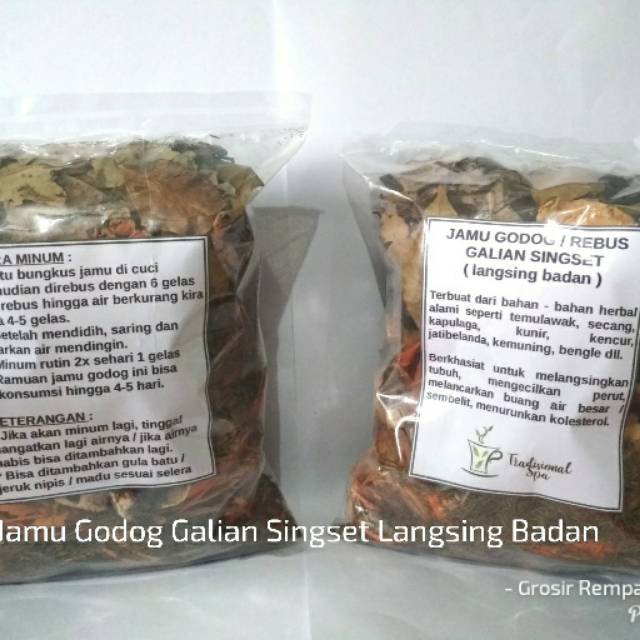 RA MINUM :
tu bungkus jamu di cuci
mudian direbus dengan 6 gelas
rebus hingga air berkurang kira
a 4-5 gelas.
setelah mendidih, saring dan
arkan air mendingin.
Minum rutin 2x sehari 1 gelas
Ramuan jamu godog ini bisa
konsumsi hingga 4-5 hari.
KETERANGAN :
Jika akan minum lagi, tinggal
angatkan lagi airnya / jika airnya
habis bisa ditambahkan lagi.
Bisa ditambahkan gula batu /
jeruk nipis / madu sesuai selera
JAMU GODOG / REBUS
GALIAN SINGSET
( langsing badan )
Terbuat dari bahan - bahan herbal
alami seperti temulawak, secang,
kapulaga, kunir, kencur,
jatibelanda, kemuning, bengle dll.
Berkhasiat untuk melangsingkan
tubuh, mengecilkan perut,
melancarkan buang air besar /
sembelit, menurunkan kolesterol.
Tradisional
Spa
Jamu Godog Galian Singset Langsing Badan
- Grosir Rempa